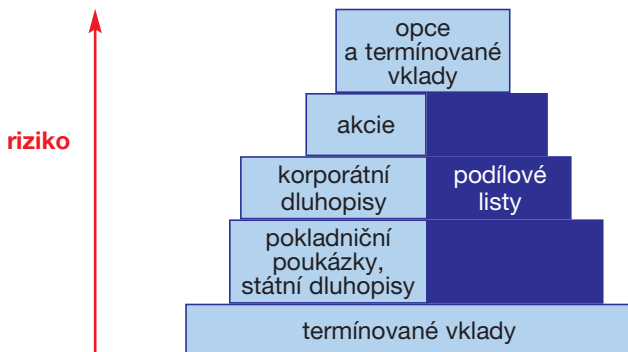 opce
a termínované
vklady
akcie
riziko
korporátní
dluhopisy
podílové
listy
pokladniční
poukázky,
státní dluhopisy
termínované vklady